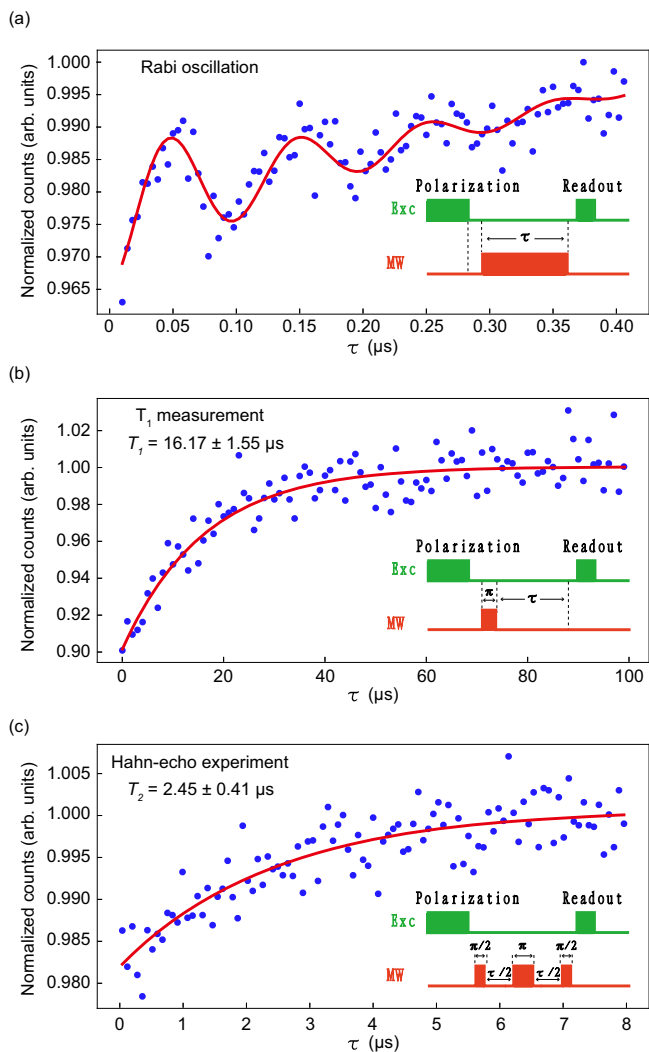 (a)
Rabi oscillation
Normalized counts (arb. units)
1.000
0.995
0.990
0.985
0.980
0.975
0.970
0.965
Polarization Readout
Exc
τ
MW
0 0.05 0.10 0.15 0.20 0.25 0.30 0.35 0.40
τ (μs)
(b)
T1 measurement
T1 = 16.17 ± 1.55 μs
Normalized counts (arb. units)
1.02
1.00
0.98
0.96
0.94
0.92
0.90
Polarization Readout
Exc
π τ
MW
0 20 40 60 80 100
τ (μs)
(c)
Hahn-echo experiment
T2 = 2.45 ± 0.41 μs
Normalized counts (arb. units)
1.005
1.000
0.995
0.990
0.985
0.980
Polarization Readout
Exc
π/2 π π/2
MW τ/2 τ/2
0 1 2 3 4 5 6 7 8
τ (μs)